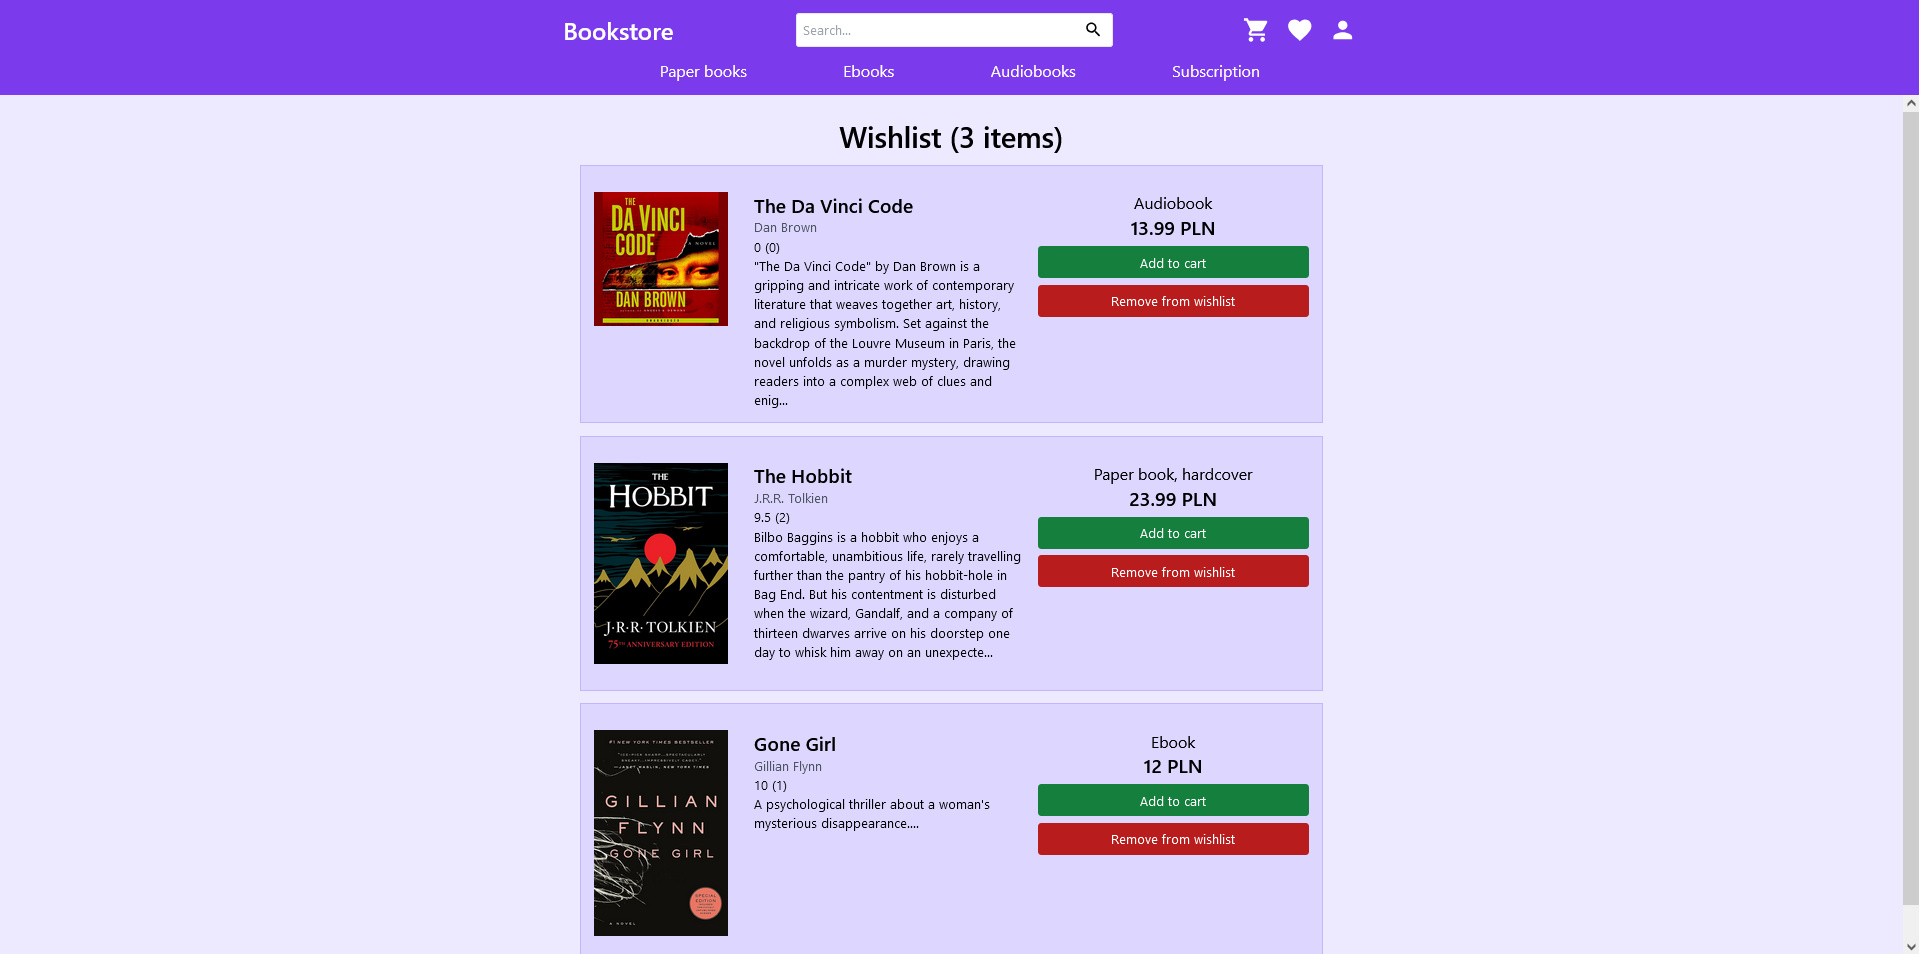 Bookstore
Search...
Paper books Ebooks Audiobooks Subscription
Wishlist (3 items)
THE
DA VINCI
CODE
A NOVEL
DAN BROWN
The Da Vinci Code
Dan Brown
0 (0)
"The Da Vinci Code" by Dan Brown is a
gripping and intricate work of contemporary
literature that weaves together art, history,
and religious symbolism. Set against the
backdrop of the Louvre Museum in Paris, the
novel unfolds as a murder mystery, drawing
readers into a complex web of clues and
enig...
Audiobook
13.99 PLN
Add to cart
Remove from wishlist
THE
HOBBIT
J·R·R·TOLKIEN
75TH ANNIVERSARY EDITION
The Hobbit
J.R.R. Tolkien
9.5 (2)
Bilbo Baggins is a hobbit who enjoys a
comfortable, unambitious life, rarely travelling
further than the pantry of his hobbit-hole in
Bag End. But his contentment is disturbed
when the wizard, Gandalf, and a company of
thirteen dwarves arrive on his doorstep one
day to whisk him away on an unexpecte...
Paper book, hardcover
23.99 PLN
Add to cart
Remove from wishlist
#1 NEW YORK TIMES BESTSELLER
GILLIAN
FLYNN
GONE GIRL
SPECIAL
EDITION
A NOVEL
Gone Girl
Gillian Flynn
10 (1)
A psychological thriller about a woman's
mysterious disappearance....
Ebook
12 PLN
Add to cart
Remove from wishlist